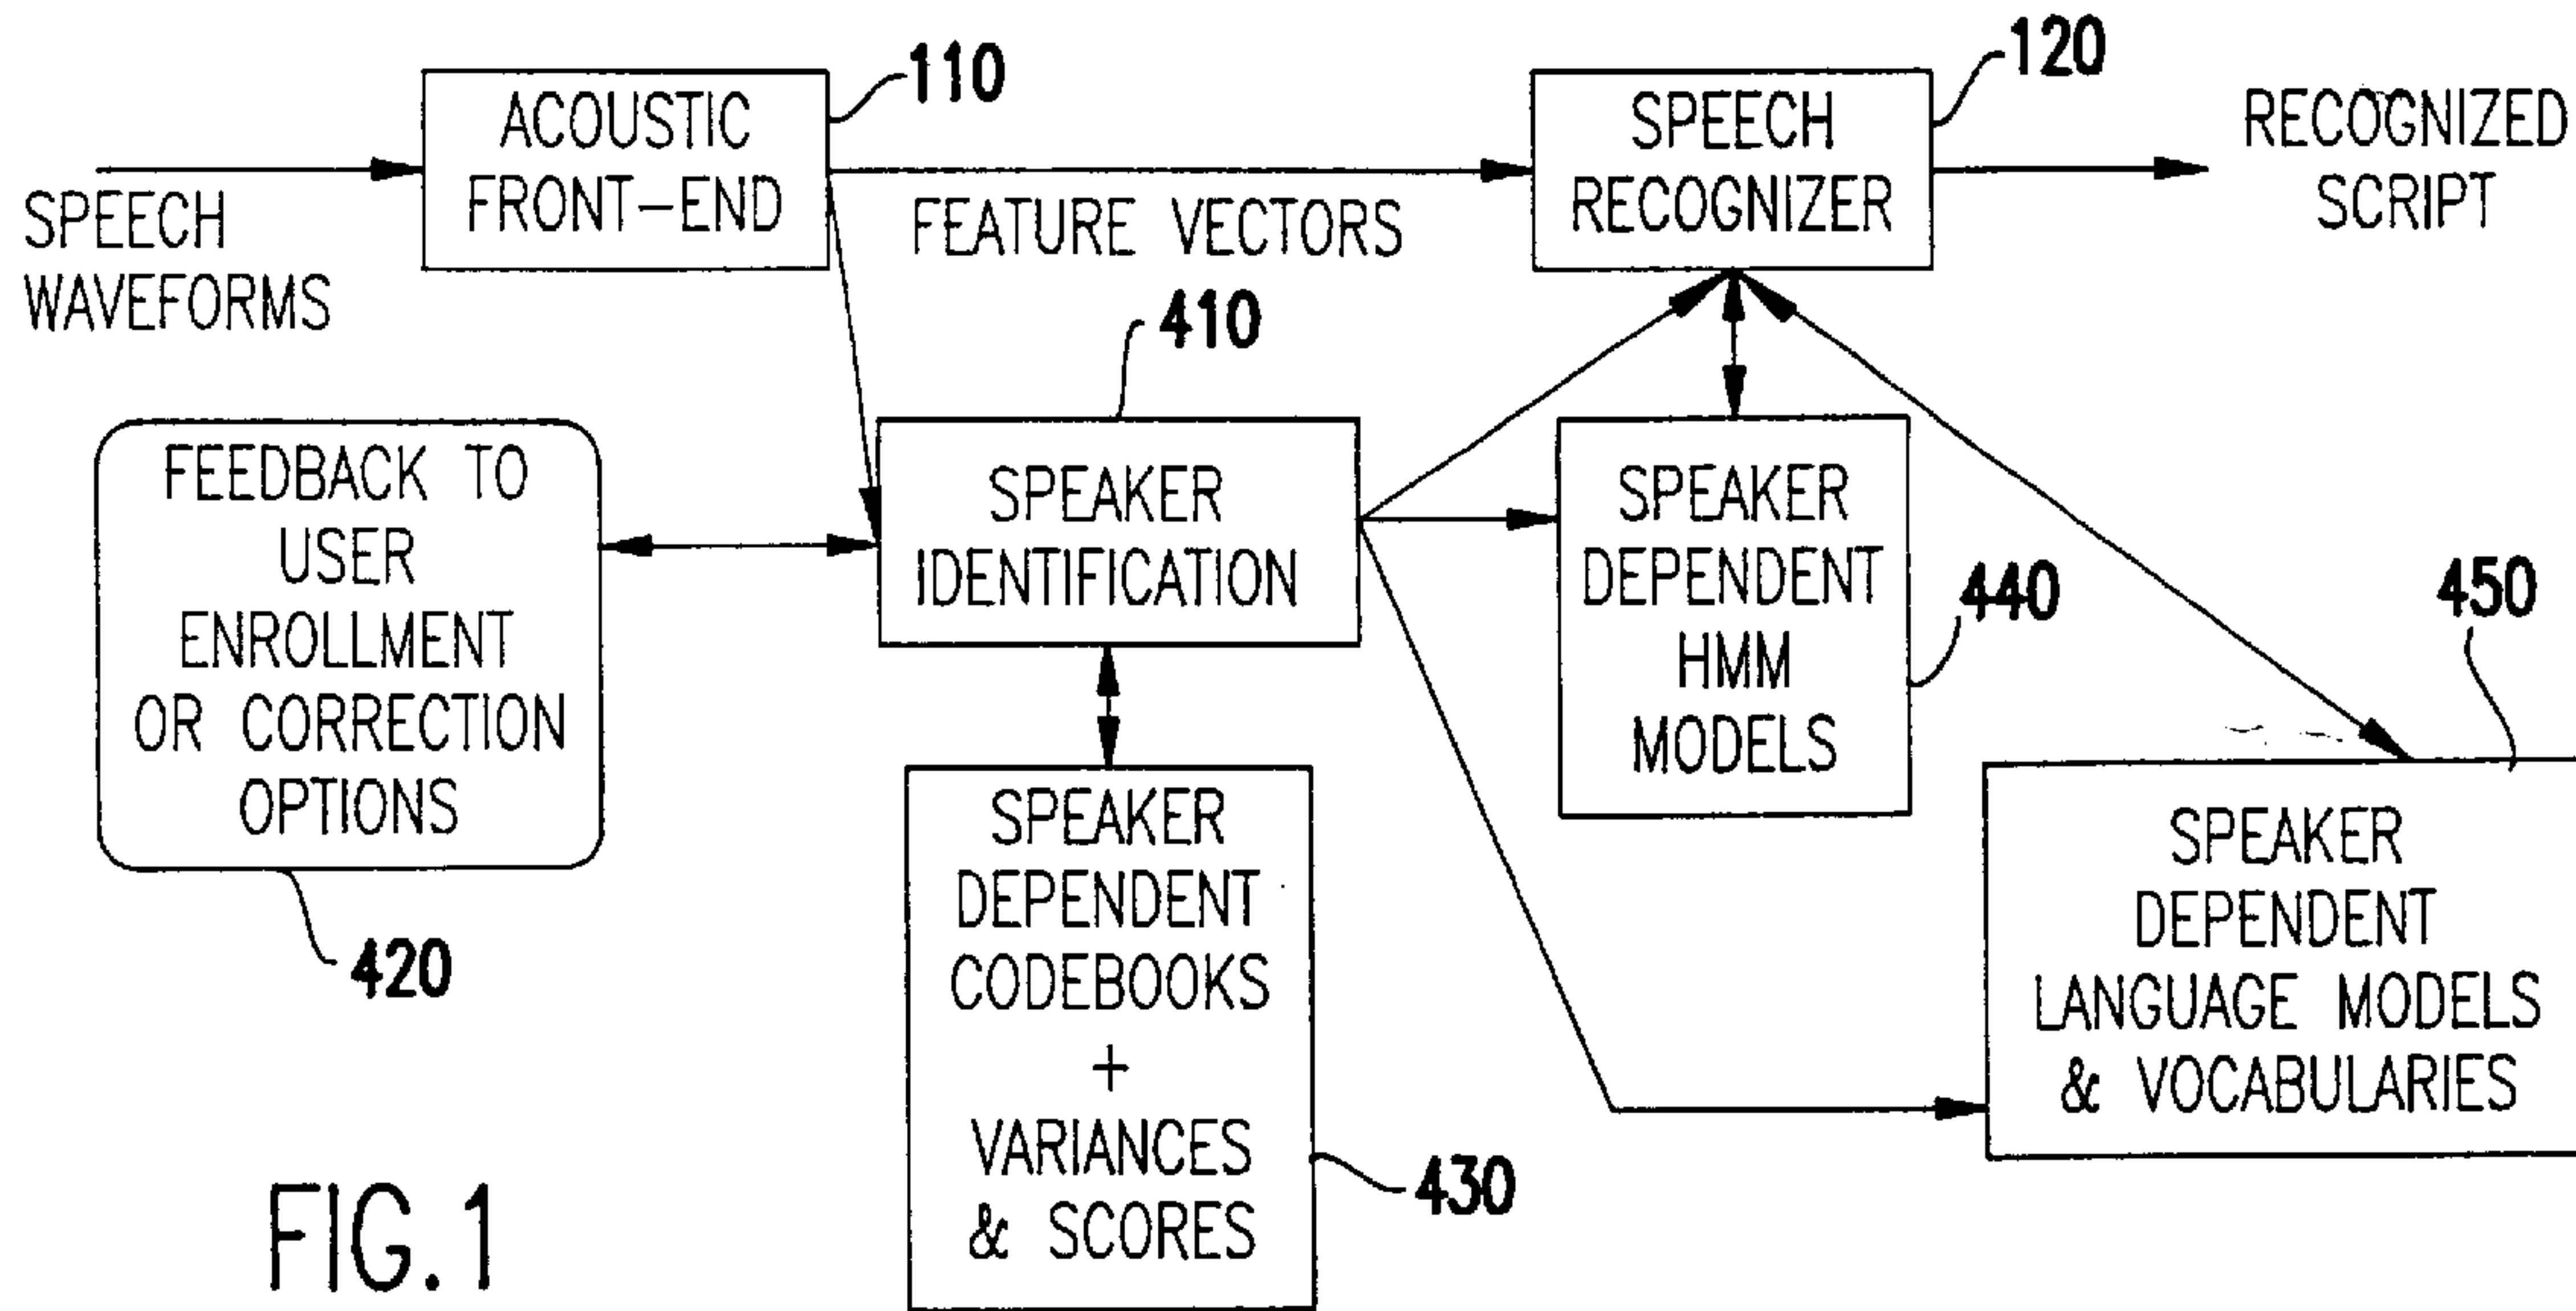 110
120
ACOUSTIC
FRONT-END
SPEECH
RECOGNIZER
RECOGNIZED
SCRIPT
SPEECH
WAVEFORMS
FEATURE VECTORS
410
FEEDBACK TO
USER
ENROLLMENT
OR CORRECTION
OPTIONS
420
SPEAKER
IDENTIFICATION
SPEAKER
DEPENDENT
HMM
MODELS
440
450
SPEAKER
DEPENDENT
CODEBOOKS
+
VARIANCES
& SCORES
430
SPEAKER
DEPENDENT
LANGUAGE MODELS
& VOCABULARIES
FIG.1